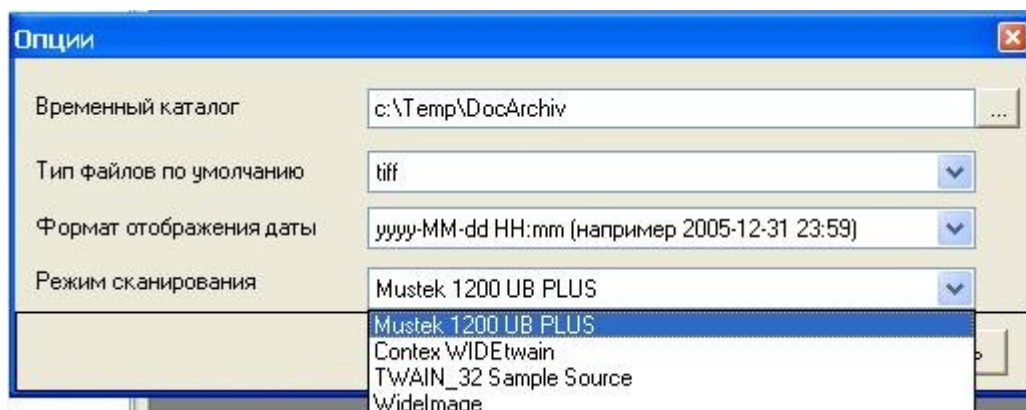 Опции
Временный каталог c:\Temp\DocArchiv ...
Тип файлов по умолчанию tiff
Формат отображения даты yyyy-MM-dd HH:mm (например 2005-12-31 23:59)
Режим сканирования Mustek 1200 UB PLUS
Mustek 1200 UB PLUS
Contex WIDEtwain
TWAIN_32 Sample Source
WideImage